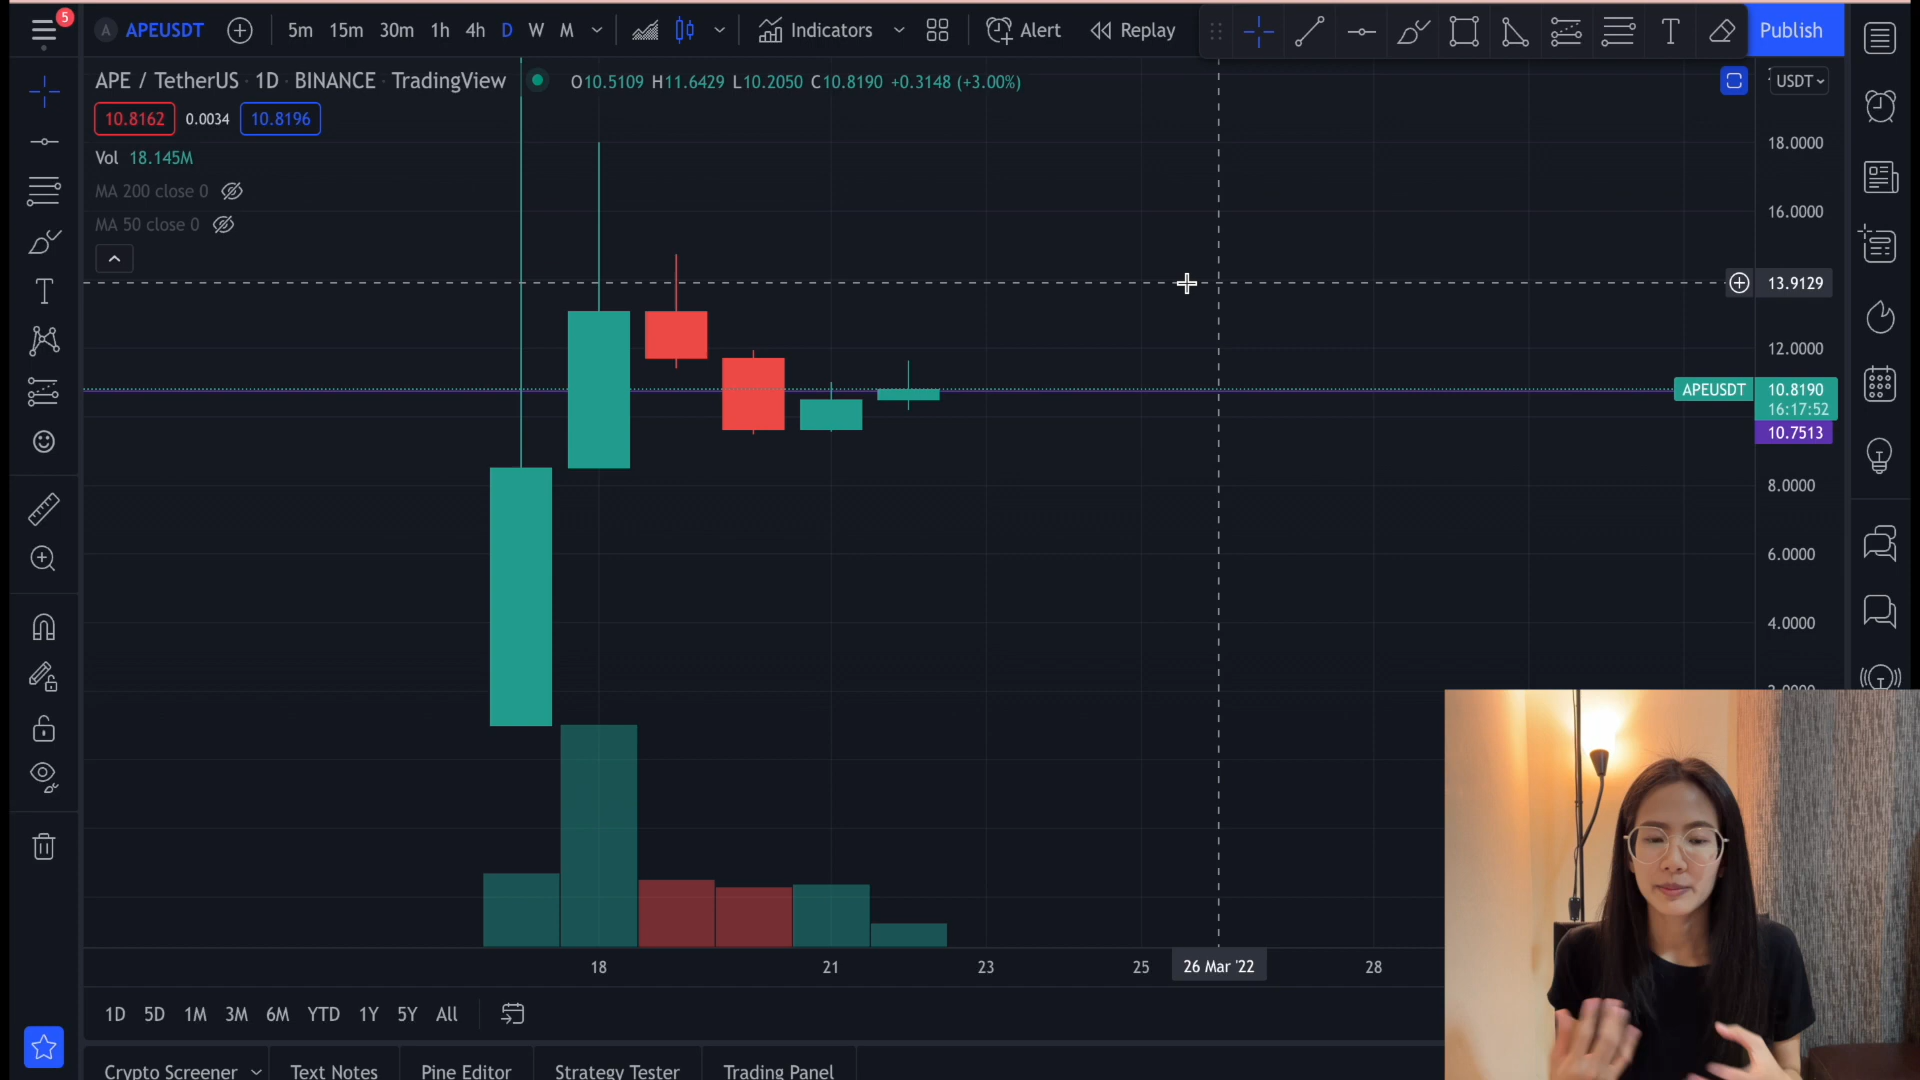 5
A APEUSDT 5m 15m 30m 1h 4h D W M Indicators Alert Replay T Publish
APE / TetherUS · 1D · BINANCE · TradingView O10.5109 H11.6429 L10.2050 C10.8190 +0.3148 (+3.00%)
USDT
10.8162 0.0034 10.8196
Vol 18.145M
MA 200 close 0
MA 50 close 0
18.0000
16.0000
13.9129
12.0000
APEUSDT 10.8190
16:17:52
10.7513
8.0000
6.0000
4.0000
18 21 23 25 26 Mar '22 28
1D 5D 1M 3M 6M YTD 1Y 5Y All
Crypto Screener Text Notes Pine Editor Strategy Tester Trading Panel